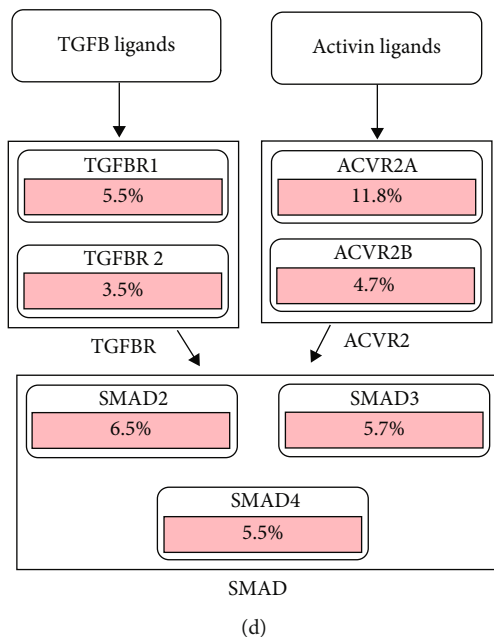 TGFB ligands
Activin ligands
TGFBR1
5.5%
TGFBR 2
3.5%
TGFBR
ACVR2A
11.8%
ACVR2B
4.7%
ACVR2
SMAD2
6.5%
SMAD3
5.7%
SMAD4
5.5%
SMAD
(d)